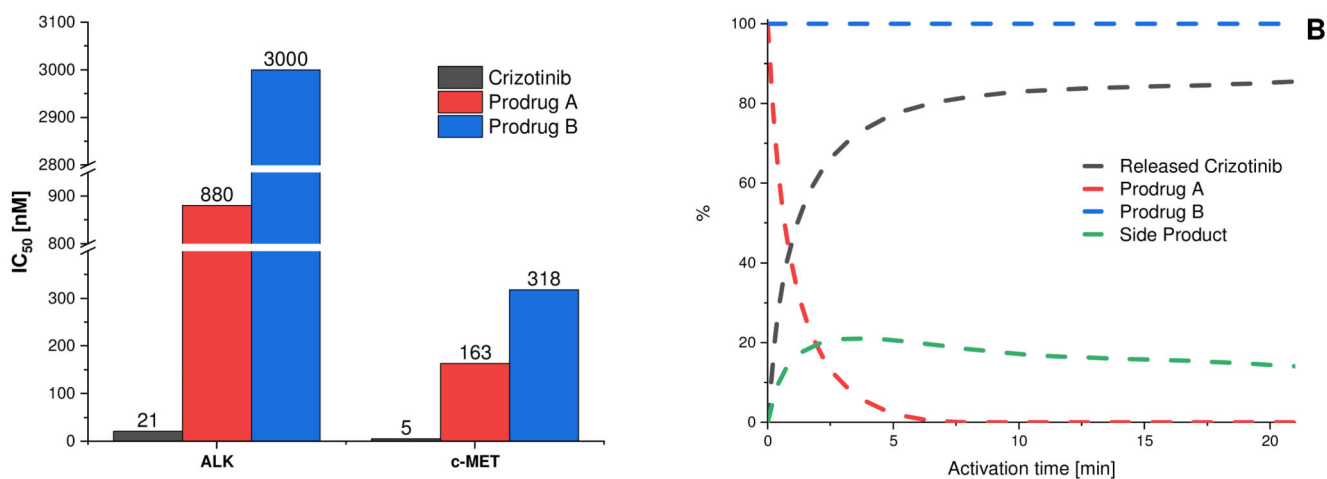 3100
3000
2900
2800
900
800
300
200
100
0
IC50 [nM]
3000
880
21
318
163
5
ALK
c-MET
Crizotinib
Prodrug A
Prodrug B
B
100
80
60
40
20
0
%
0
5
10
15
20
Activation time [min]
Released Crizotinib
Prodrug A
Prodrug B
Side Product